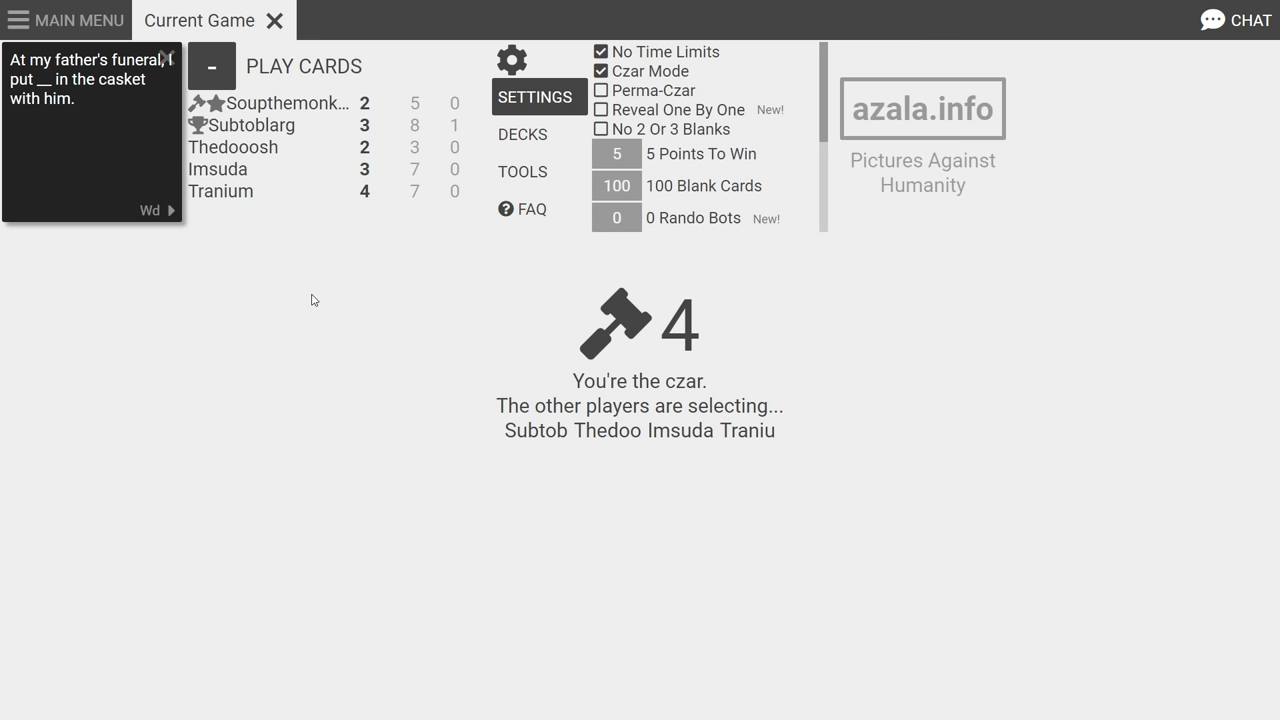 MAIN MENU
Current Game
CHAT
At my father's funeral, I
put __ in the casket
with him.
Wd
-
PLAY CARDS
Soupthemonk... 2 5 0
Subtoblarg 3 8 1
Thedooosh 2 3 0
Imsuda 3 7 0
Tranium 4 7 0
SETTINGS
DECKS
TOOLS
? FAQ
No Time Limits
Czar Mode
Perma-Czar
Reveal One By One New!
No 2 Or 3 Blanks
5 5 Points To Win
100 100 Blank Cards
0 0 Rando Bots New!
azala.info
Pictures Against
Humanity
4
You're the czar.
The other players are selecting...
Subtob Thedoo Imsuda Traniu